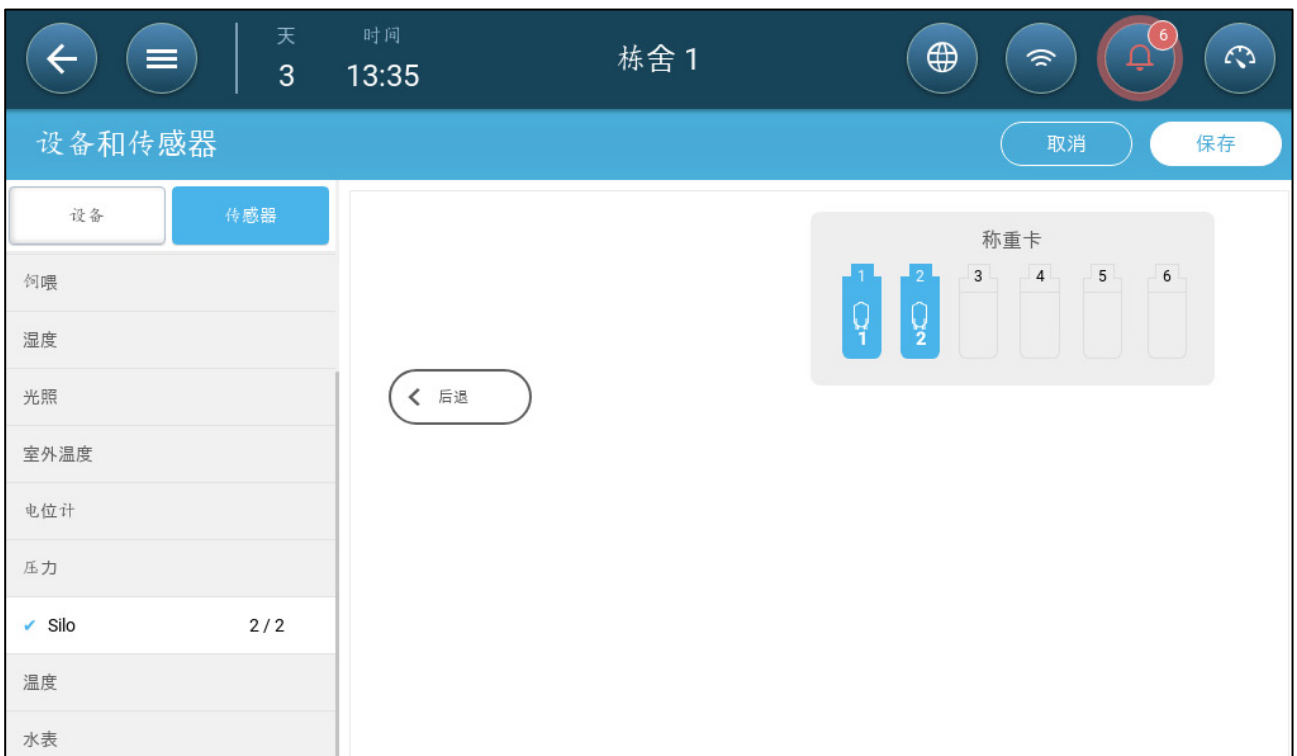 天 时间
3 13:35
栋舍 1
6
设备和传感器
取消 保存
设备 传感器
饲喂
湿度
光照
室外温度
电位计
压力
Silo 2 / 2
温度
水表
后退
称重卡
1 2 3 4 5 6
1 2